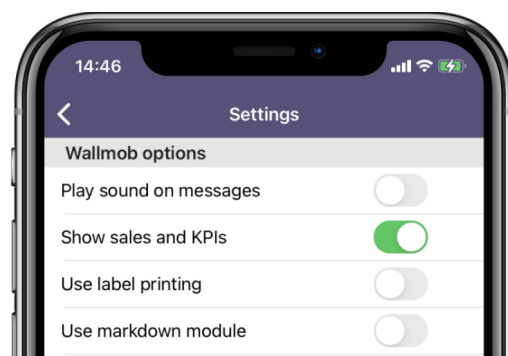 14:46
Settings
Wallmob options
Play sound on messages
Show sales and KPIs
Use label printing
Use markdown module